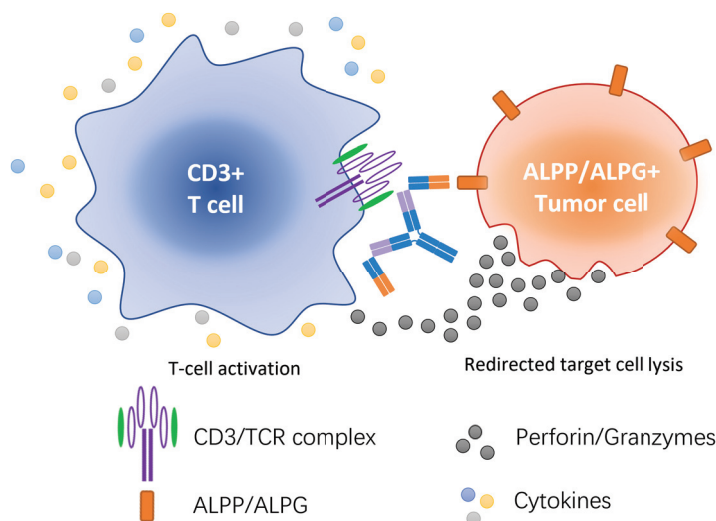 CD3+
T cell
ALPP/ALPG+
Tumor cell
T-cell activation
Redirected target cell lysis
CD3/TCR complex
Perforin/Granzymes
ALPP/ALPG
Cytokines